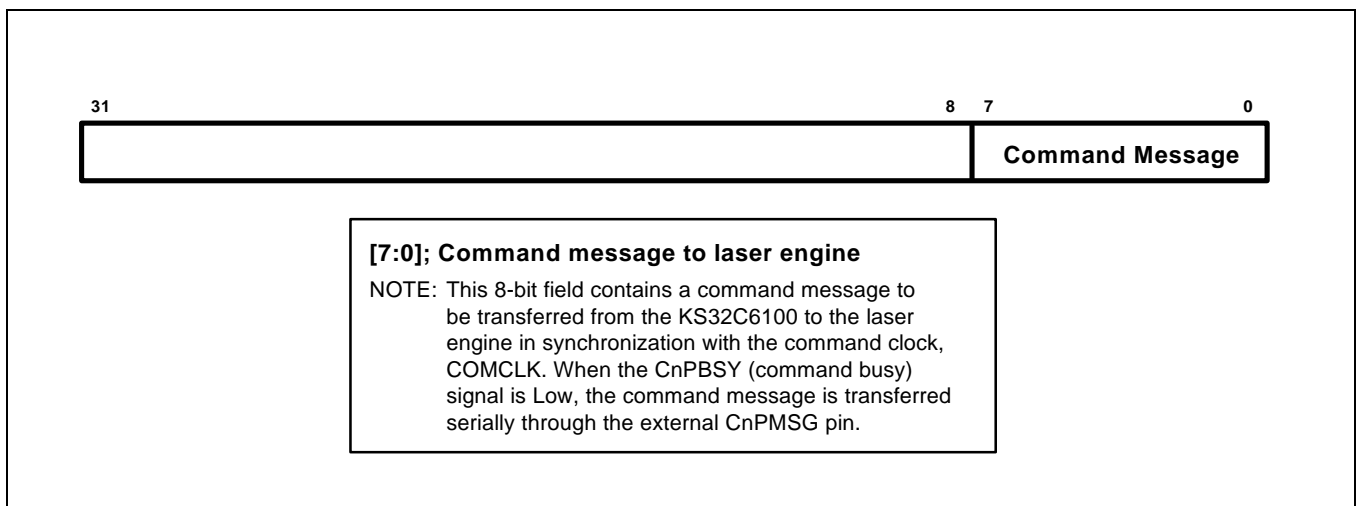 31 8 7 0
Command Message
[7:0]; Command message to laser engine
NOTE: This 8-bit field contains a command message to
be transferred from the KS32C6100 to the laser
engine in synchronization with the command clock,
COMCLK. When the CnPBSY (command busy)
signal is Low, the command message is transferred
serially through the external CnPMSG pin.